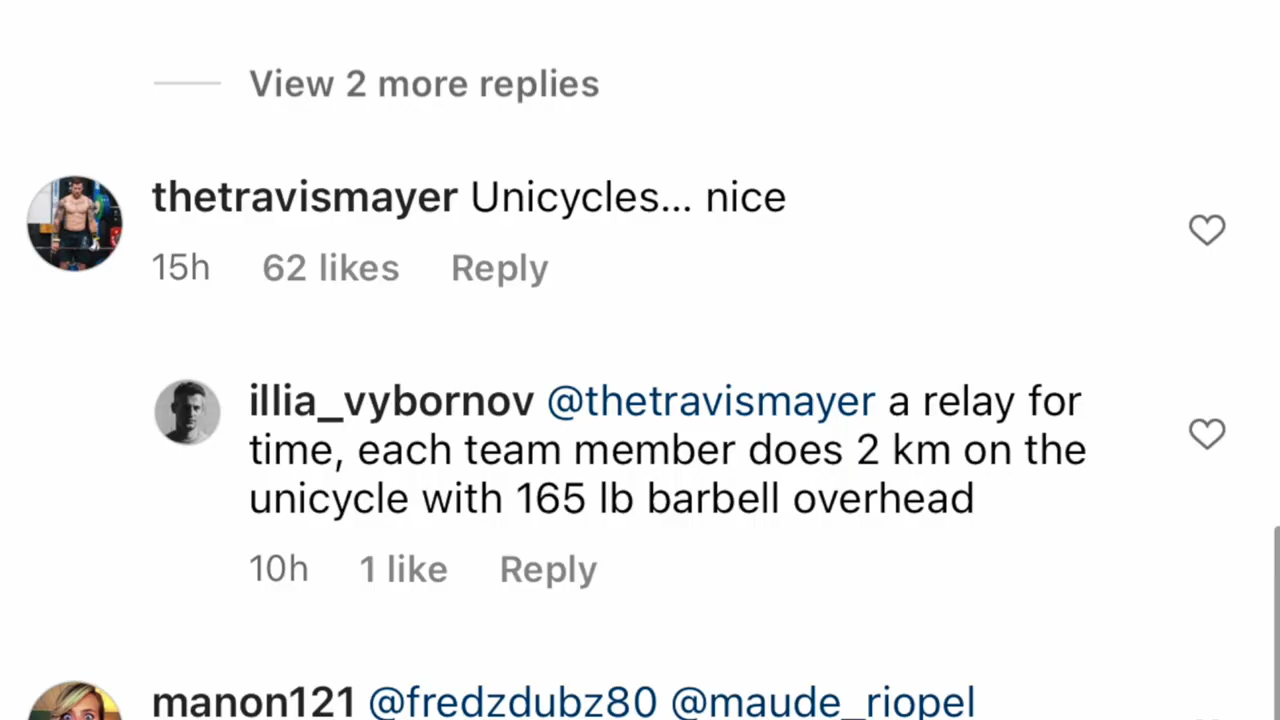 View 2 more replies
thetravismayer Unicycles... nice
15h 62 likes Reply
illia_vybornov @thetravismayer a relay for
time, each team member does 2 km on the
unicycle with 165 lb barbell overhead
10h 1 like Reply
manon121 @fredzdubz80 @maude_riopel